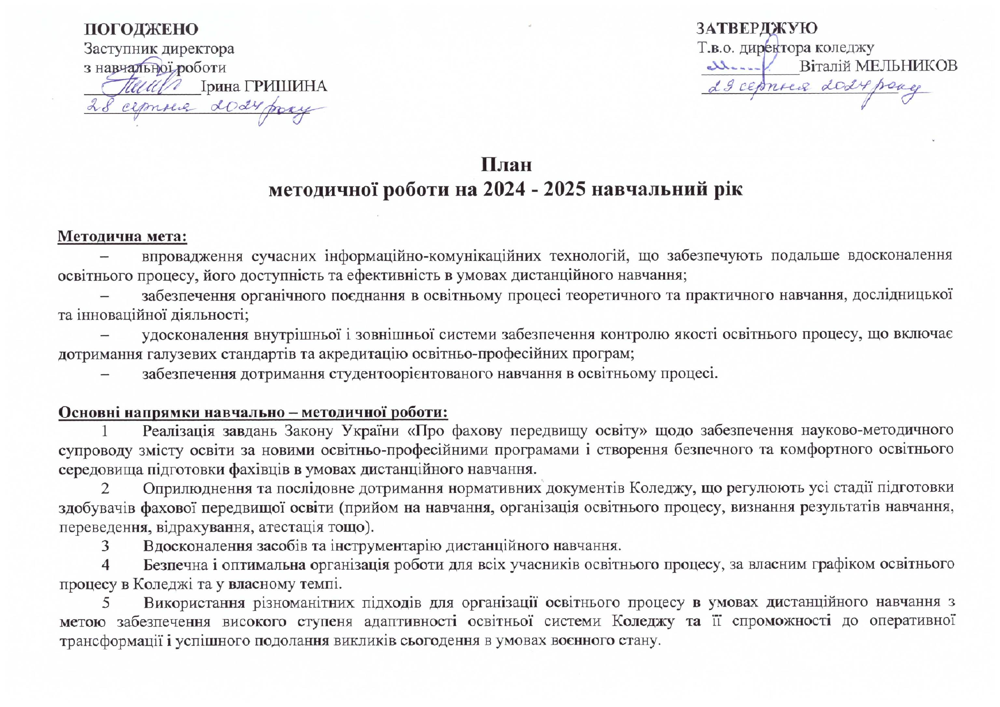 ПОГОДЖЕНО
Заступник директора
з навчальної роботи
Ірина ГРИШИНА
28 серпня 2024 року
ЗАТВЕРДЖУЮ
Т.в.о. директора коледжу
Віталій МЕЛЬНИКОВ
29 серпня 2024 року
План
методичної роботи на 2024 - 2025 навчальний рік
Методична мета:
– впровадження сучасних інформаційно-комунікаційних технологій, що забезпечують подальше вдосконалення
освітнього процесу, його доступність та ефективність в умовах дистанційного навчання;
– забезпечення органічного поєднання в освітньому процесі теоретичного та практичного навчання, дослідницької
та інноваційної діяльності;
– удосконалення внутрішньої і зовнішньої системи забезпечення контролю якості освітнього процесу, що включає
дотримання галузевих стандартів та акредитацію освітньо-професійних програм;
– забезпечення дотримання студентоорієнтованого навчання в освітньому процесі.
Основні напрямки навчально – методичної роботи:
1 Реалізація завдань Закону України «Про фахову передвищу освіту» щодо забезпечення науково-методичного
супроводу змісту освіти за новими освітньо-професійними програмами і створення безпечного та комфортного освітнього
середовища підготовки фахівців в умовах дистанційного навчання.
2 Оприлюднення та послідовне дотримання нормативних документів Коледжу, що регулюють усі стадії підготовки
здобувачів фахової передвищої освіти (прийом на навчання, організація освітнього процесу, визнання результатів навчання,
переведення, відрахування, атестація тощо).
3 Вдосконалення засобів та інструментарію дистанційного навчання.
4 Безпечна і оптимальна організація роботи для всіх учасників освітнього процесу, за власним графіком освітнього
процесу в Коледжі та у власному темпі.
5 Використання різноманітних підходів для організації освітнього процесу в умовах дистанційного навчання з
метою забезпечення високого ступеня адаптивності освітньої системи Коледжу та її спроможності до оперативної
трансформації і успішного подолання викликів сьогодення в умовах воєнного стану.